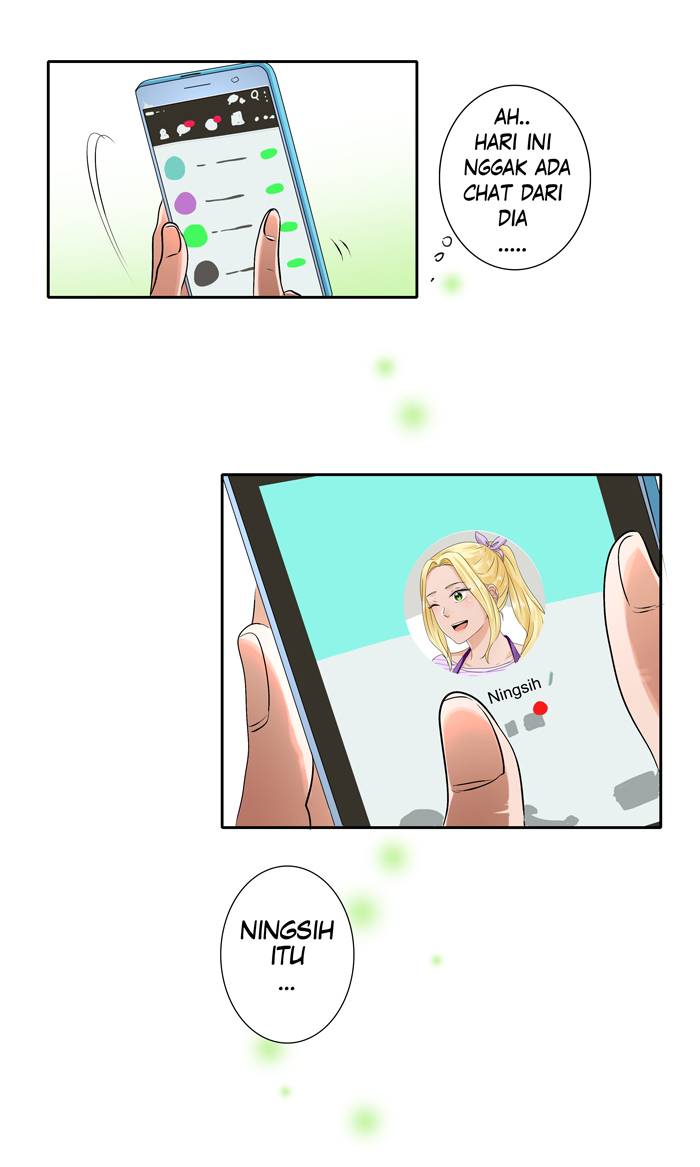 AH..
HARI INI
NGGAK ADA
CHAT DARI
DIA
.....
Ningsih
NINGSIH
ITU
...